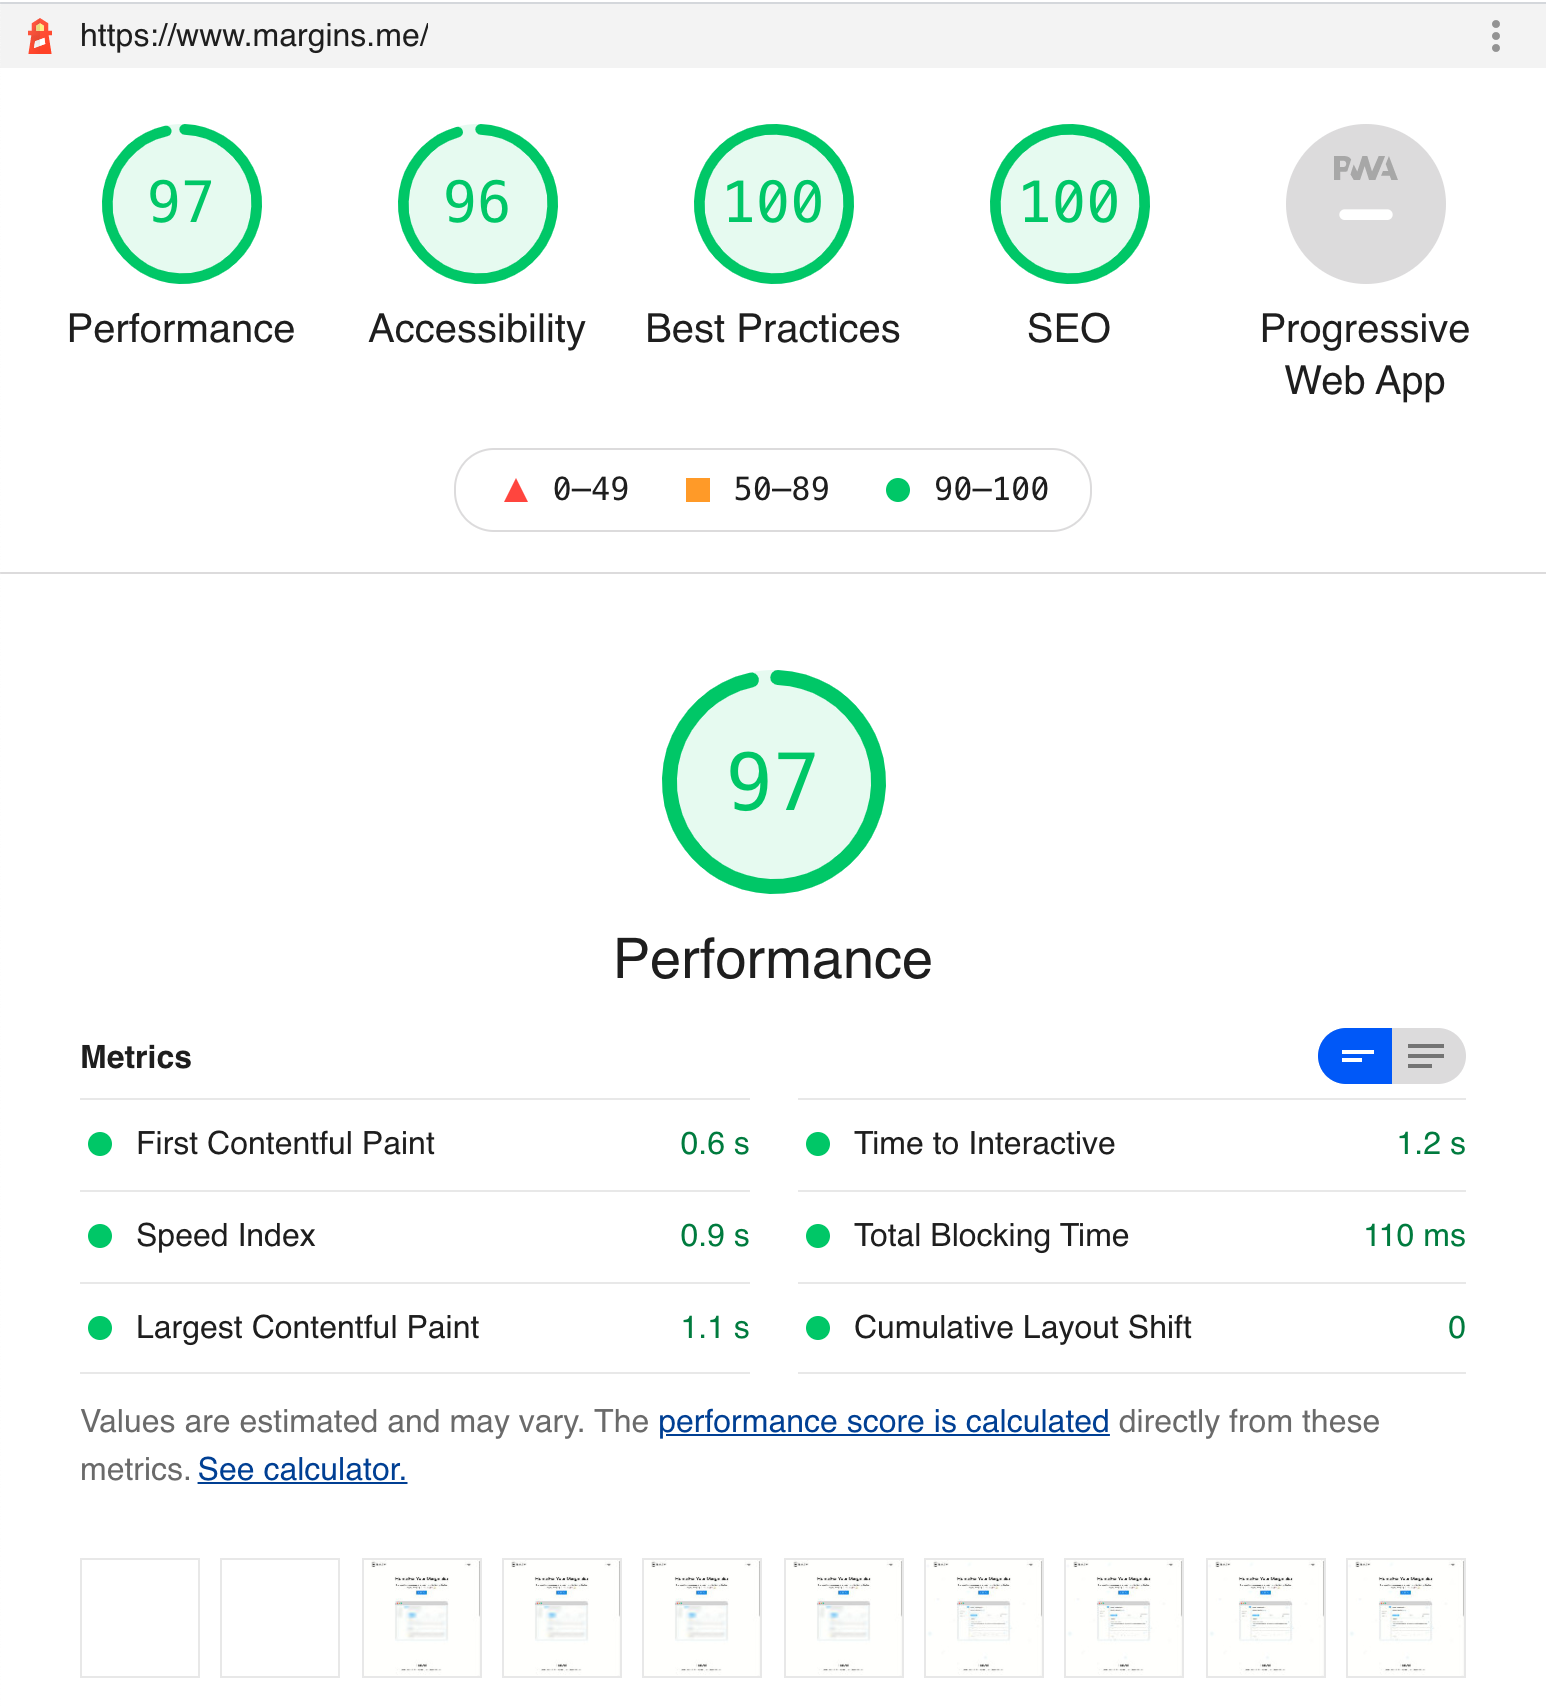 https://www.margins.me/
97
96
100
100
PWA
Performance
Accessibility
Best Practices
SEO
Progressive
Web App
0–49
50–89
90–100
97
Performance
Metrics
First Contentful Paint
0.6 s
Time to Interactive
1.2 s
Speed Index
0.9 s
Total Blocking Time
110 ms
Largest Contentful Paint
1.1 s
Cumulative Layout Shift
0
Values are estimated and may vary. The performance score is calculated directly from these
metrics. See calculator.